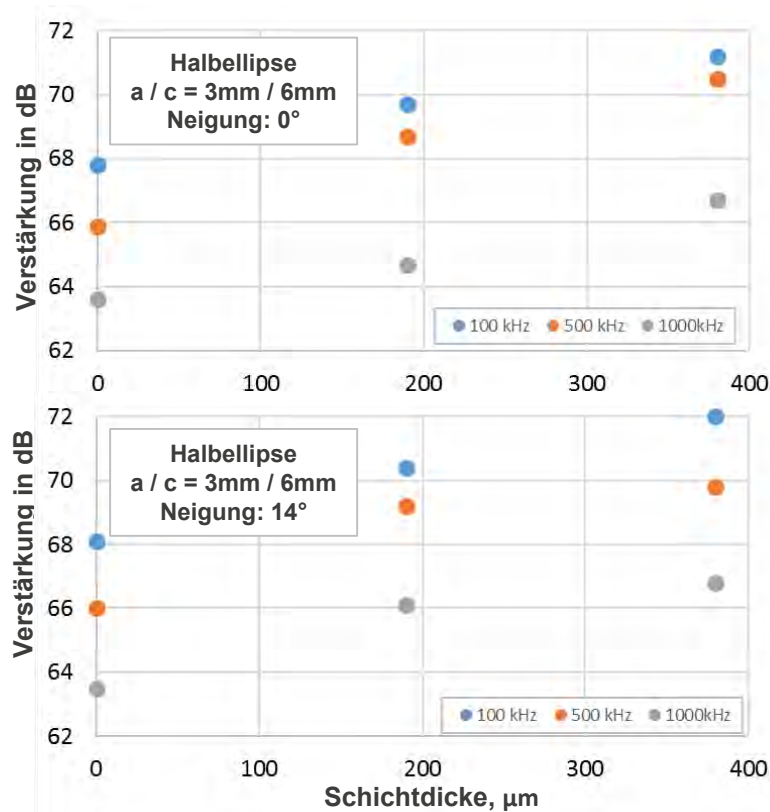 72
70
68
66
64
62
Verstärkung in dB
Halbellipse
a / c = 3mm / 6mm
Neigung: 0°
100 kHz 500 kHz 1000kHz
0 100 200 300 400
72
70
68
66
64
62
Verstärkung in dB
Halbellipse
a / c = 3mm / 6mm
Neigung: 14°
100 kHz 500 kHz 1000kHz
0 100 200 300 400
Schichtdicke, µm